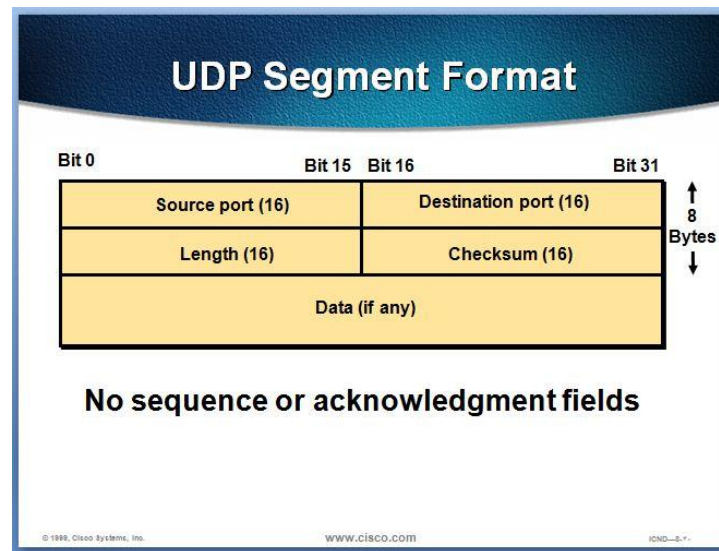 UDP Segment Format
Bit 0 Bit 15 Bit 16 Bit 31
Source port (16) Destination port (16)
8
Bytes
Length (16) Checksum (16)
Data (if any)
No sequence or acknowledgment fields
© 1999, Cisco Systems, Inc. www.cisco.com